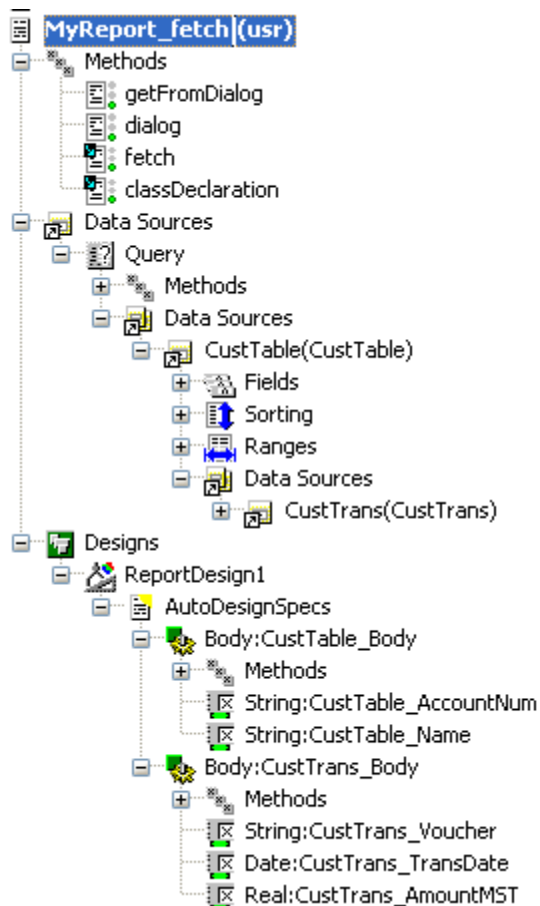 MyReport_fetch (usr)
Methods
getFromDialog
dialog
fetch
classDeclaration
Data Sources
Query
Methods
Data Sources
CustTable(CustTable)
Fields
Sorting
Ranges
Data Sources
CustTrans(CustTrans)
Designs
ReportDesign1
AutoDesignSpecs
Body:CustTable_Body
Methods
String:CustTable_AccountNum
String:CustTable_Name
Body:CustTrans_Body
Methods
String:CustTrans_Voucher
Date:CustTrans_TransDate
Real:CustTrans_AmountMST